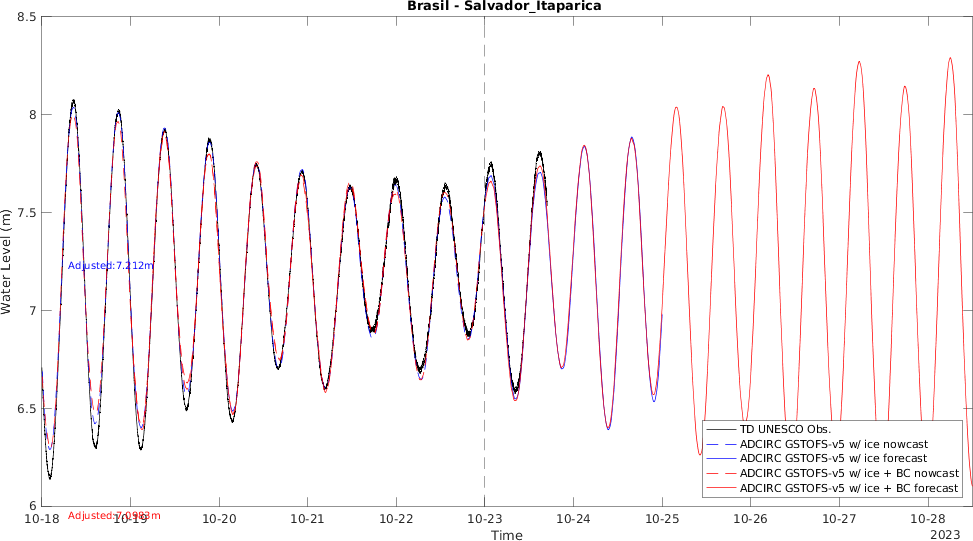 Brasil - Salvador_Itaparica
8.5
8
7.5
7
6.5
6
Water Level (m)
Adjusted:7.212m
Adjusted:7.0983m
TD UNESCO Obs.
ADCIRC GSTOFS-v5 w/ ice nowcast
ADCIRC GSTOFS-v5 w/ ice forecast
ADCIRC GSTOFS-v5 w/ ice + BC nowcast
ADCIRC GSTOFS-v5 w/ ice + BC forecast
10-18 10-19 10-20 10-21 10-22 10-23 10-24 10-25 10-26 10-27 10-28
Time
2023